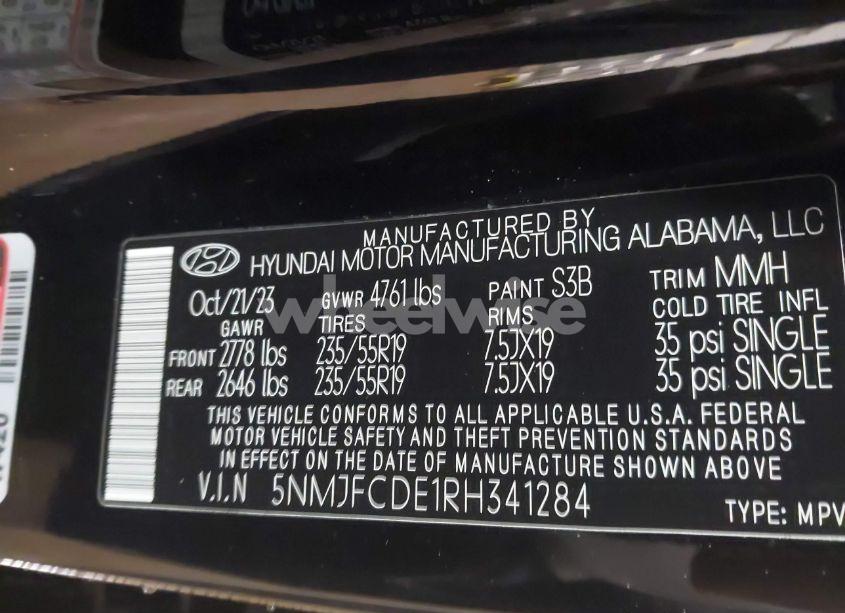 MANUFACTURED BY
HYUNDAI MOTOR MANUFACTURING ALABAMA, LLC
Oct/21/23 GVWR 4761 lbs PAINT S3B TRIM MMH
GAWR TIRES RIMS COLD TIRE INFL
FRONT 2778 lbs 235/55R19 7.5JX19 35 psi SINGLE
REAR 2646 lbs 235/55R19 7.5JX19 35 psi SINGLE
THIS VEHICLE CONFORMS TO ALL APPLICABLE U.S.A. FEDERAL
MOTOR VEHICLE SAFETY AND THEFT PREVENTION STANDARDS
IN EFFECT ON THE DATE OF MANUFACTURE SHOWN ABOVE
V.I.N 5NMJFCDE1RH341284
TYPE: MPV
wheelwise